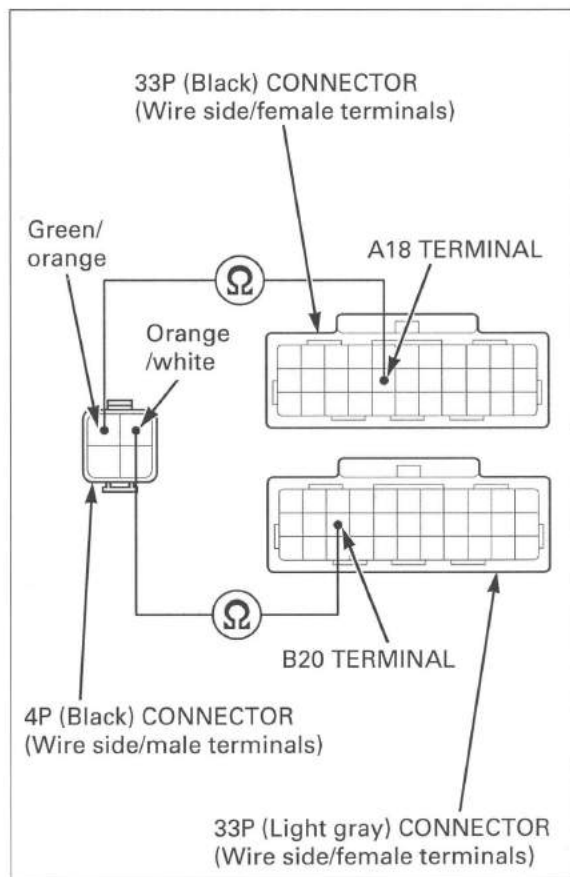 33P (Black) CONNECTOR
(Wire side/female terminals)
Green/
orange
A18 TERMINAL
Ω
Orange
/white
Ω
B20 TERMINAL
4P (Black) CONNECTOR
(Wire side/male terminals)
33P (Light gray) CONNECTOR
(Wire side/female terminals)